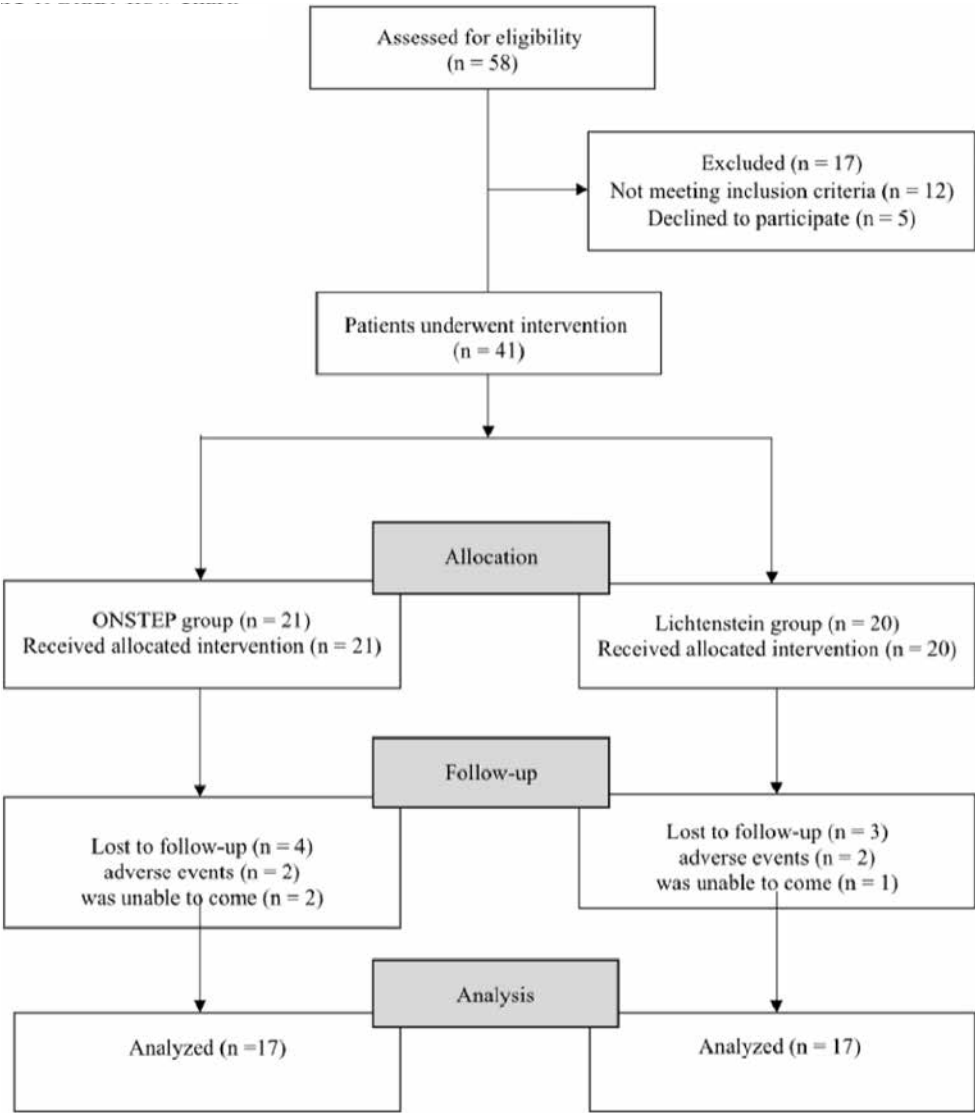 Assessed for eligibility
(n = 58)
Excluded (n = 17)
Not meeting inclusion criteria (n = 12)
Declined to participate (n = 5)
Patients underwent intervention
(n = 41)
Allocation
ONSTEP group (n = 21)
Received allocated intervention (n = 21)
Lichtenstein group (n = 20)
Received allocated intervention (n = 20)
Follow-up
Lost to follow-up (n = 4)
adverse events (n = 2)
was unable to come (n = 2)
Lost to follow-up (n = 3)
adverse events (n = 2)
was unable to come (n = 1)
Analysis
Analyzed (n =17)
Analyzed (n = 17)